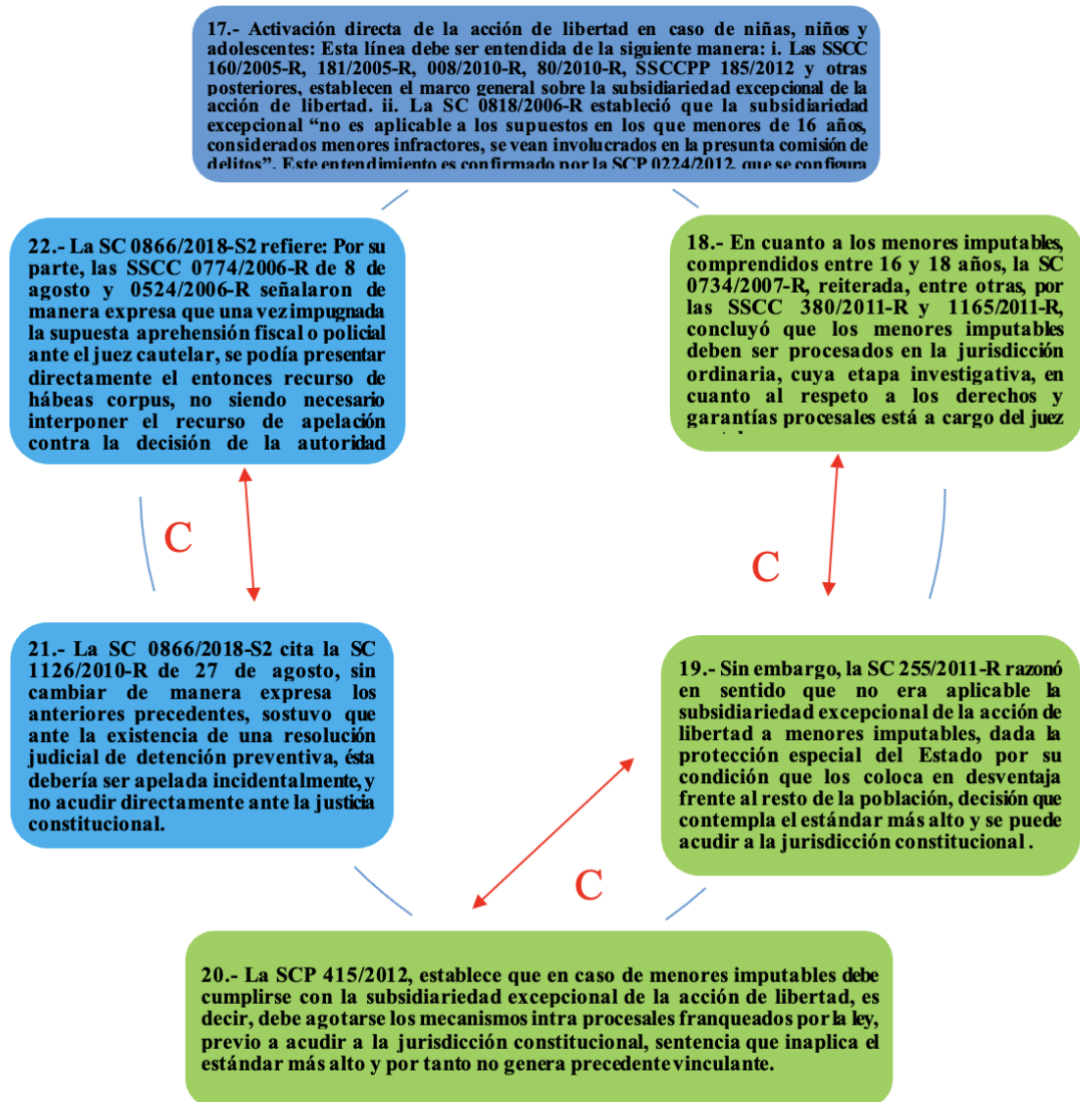 17.- Activación directa de la acción de libertad en caso de niñas, niños y
adolescentes: Esta línea debe ser entendida de la siguiente manera: i. Las SSCC
160/2005-R, 181/2005-R, 008/2010-R, 80/2010-R, SSCCPP 185/2012 y otras
posteriores, establecen el marco general sobre la subsidiariedad excepcional de la
acción de libertad. ii. La SC 0818/2006-R estableció que la subsidiariedad
excepcional “no es aplicable a los supuestos en los que menores de 16 años,
considerados menores infractores, se vean involucrados en la presunta comisión de
delitos”. Este entendimiento es confirmado por la SCP 0224/2012, que se configura
22.- La SC 0866/2018-S2 refiere: Por su
parte, las SSCC 0774/2006-R de 8 de
agosto y 0524/2006-R señalaron de
manera expresa que una vez impugnada
la supuesta aprehensión fiscal o policial
ante el juez cautelar, se podía presentar
directamente el entonces recurso de
hábeas corpus, no siendo necesario
interponer el recurso de apelación
contra la decisión de la autoridad
18.- En cuanto a los menores imputables,
comprendidos entre 16 y 18 años, la SC
0734/2007-R, reiterada, entre otras, por
las SSCC 380/2011-R y 1165/2011-R,
concluyó que los menores imputables
deben ser procesados en la jurisdicción
ordinaria, cuya etapa investigativa, en
cuanto al respeto a los derechos y
garantías procesales está a cargo del juez
C
C
21.- La SC 0866/2018-S2 cita la SC
1126/2010-R de 27 de agosto, sin
cambiar de manera expresa los
anteriores precedentes, sostuvo que
ante la existencia de una resolución
judicial de detención preventiva, ésta
debería ser apelada incidentalmente, y
no acudir directamente ante la justicia
constitucional.
19.- Sin embargo, la SC 255/2011-R razonó
en sentido que no era aplicable la
subsidiariedad excepcional de la acción de
libertad a menores imputables, dada la
protección especial del Estado por su
condición que los coloca en desventaja
frente al resto de la población, decisión que
contempla el estándar más alto y se puede
acudir a la jurisdicción constitucional .
C
20.- La SCP 415/2012, establece que en caso de menores imputables debe
cumplirse con la subsidiariedad excepcional de la acción de libertad, es
decir, debe agotarse los mecanismos intra procesales franqueados por la ley,
previo a acudir a la jurisdicción constitucional, sentencia que inaplica el
estándar más alto y por tanto no genera precedente vinculante.